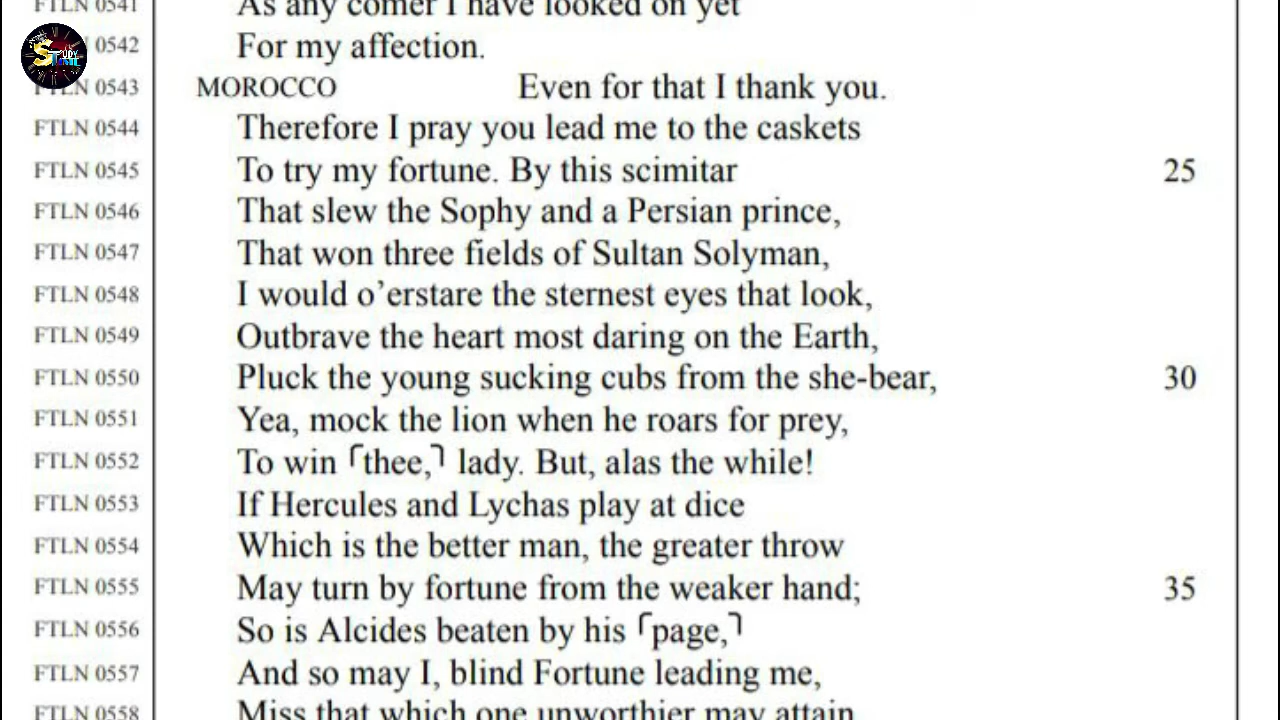 FTLN 0541 As any comer I have looked on yet
FTLN 0542 For my affection.
FTLN 0543 MOROCCO Even for that I thank you.
FTLN 0544 Therefore I pray you lead me to the caskets
FTLN 0545 To try my fortune. By this scimitar 25
FTLN 0546 That slew the Sophy and a Persian prince,
FTLN 0547 That won three fields of Sultan Solyman,
FTLN 0548 I would o’erstare the sternest eyes that look,
FTLN 0549 Outbrave the heart most daring on the Earth,
FTLN 0550 Pluck the young sucking cubs from the she-bear, 30
FTLN 0551 Yea, mock the lion when he roars for prey,
FTLN 0552 To win ⌜thee,⌝ lady. But, alas the while!
FTLN 0553 If Hercules and Lychas play at dice
FTLN 0554 Which is the better man, the greater throw
FTLN 0555 May turn by fortune from the weaker hand; 35
FTLN 0556 So is Alcides beaten by his ⌜page,⌝
FTLN 0557 And so may I, blind Fortune leading me,
FTLN 0558 Miss that which one unworthier may attain